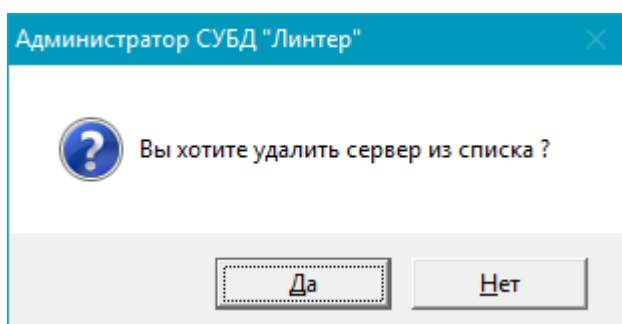 Администратор СУБД "Линтер"
Вы хотите удалить сервер из списка ?
Да
Нет